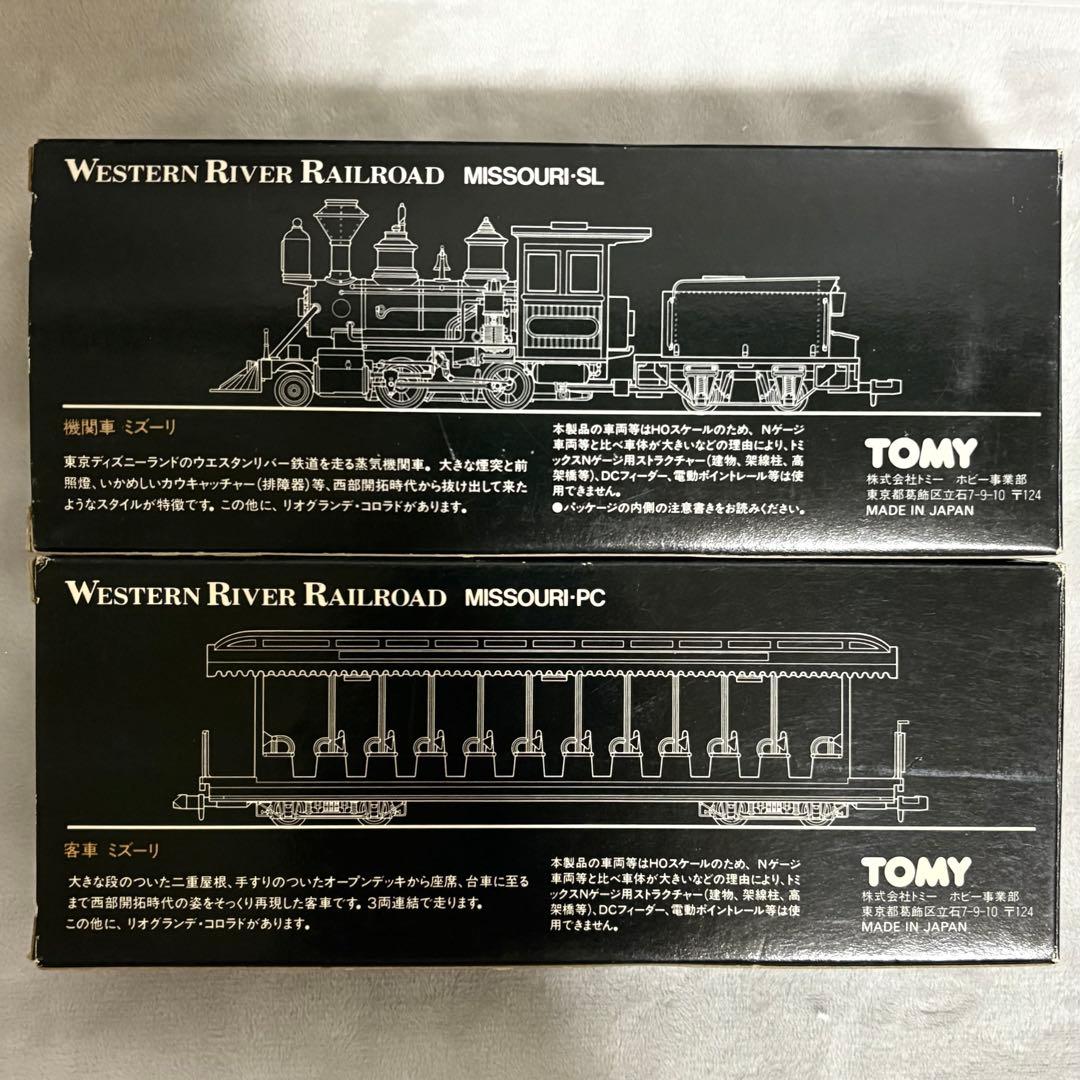 WESTERN RIVER RAILROAD MISSOURI·SL
機関車 ミズーリ
東京ディズニーランドのウエスタンリバー鉄道を走る蒸気機関車。大きな煙突と前
照燈、いかめしいカウキャッチャー(排障器)等、西部開拓時代から抜け出して来た
ようなスタイルが特徴です。この他に、リオグランデ・コロラドがあります。
本製品の車両等はHOスケールのため、Nゲージ
車両等と比べ車体が大きいなどの理由により、トミ
ックスNゲージ用ストラクチャー(建物、架線柱、高
架橋等)、DCフィーダー、電動ポイントレール等は使
用できません。
●パッケージの内側の注意書きをお読みください。
TOMY
株式会社トミー ホビー事業部
東京都葛飾区立石7-9-10 〒124
MADE IN JAPAN
WESTERN RIVER RAILROAD MISSOURI·PC
客車 ミズーリ
大きな段のついた二重屋根、手すりのついたオープンデッキから座席、台車に至る
まで西部開拓時代の姿をそっくり再現した客車です。3両連結で走ります。
この他に、リオグランデ・コロラドがあります。
本製品の車両等はHOスケールのため、Nゲージ
車両等と比べ車体が大きいなどの理由により、トミ
ックスNゲージ用ストラクチャー(建物、架線柱、高
架橋等)、DCフィーダー、電動ポイントレール等は使
用できません。
TOMY
株式会社トミー ホビー事業部
東京都葛飾区立石7-9-10 〒124
MADE IN JAPAN